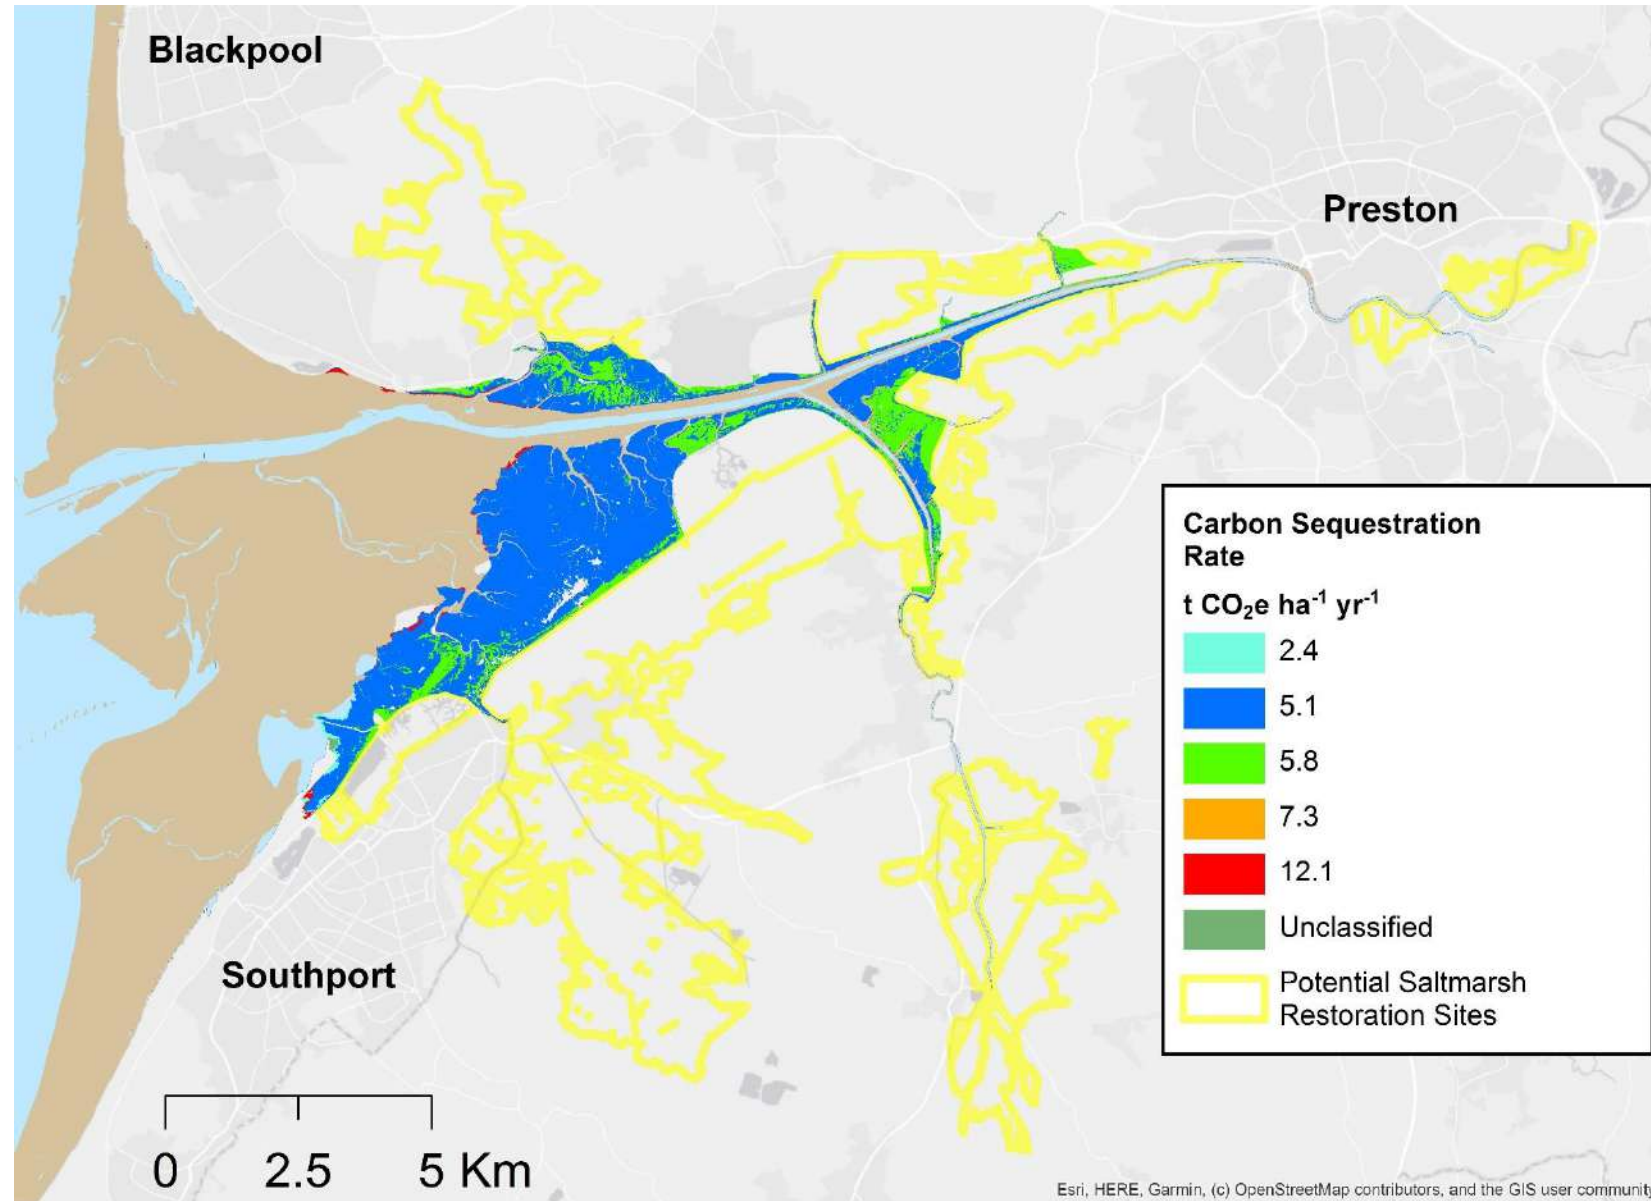 Blackpool
Preston
Southport
Carbon Sequestration
Rate
t CO₂e ha⁻¹ yr⁻¹
2.4
5.1
5.8
7.3
12.1
Unclassified
Potential Saltmarsh
Restoration Sites
0 2.5 5 Km
Esri, HERE, Garmin, (c) OpenStreetMap contributors, and the GIS user communit